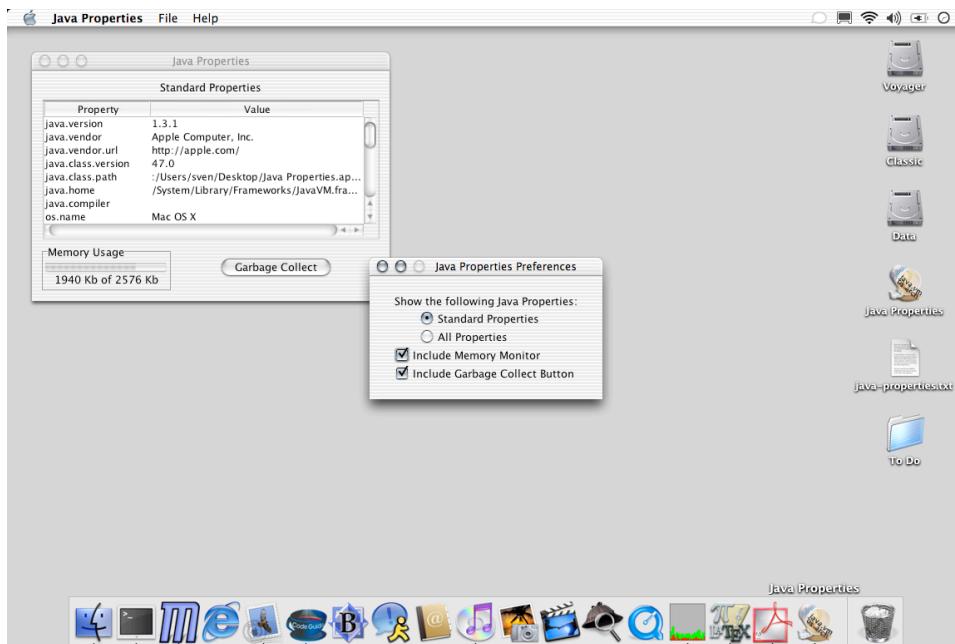 Java Properties File Help
Java Properties
Standard Properties
Property Value
java.version 1.3.1
java.vendor Apple Computer, Inc.
java.vendor.url http://apple.com/
java.class.version 47.0
java.class.path :/Users/sven/Desktop/Java Properties.ap...
java.home /System/Library/Frameworks/JavaVM.fra...
java.compiler
os.name Mac OS X
Memory Usage
1940 Kb of 2576 Kb
Garbage Collect
Java Properties Preferences
Show the following Java Properties:
Standard Properties
All Properties
Include Memory Monitor
Include Garbage Collect Button
Voyager
Classic
Data
Java Properties
java-properties.txt
To Do
Java Properties
Code Guide